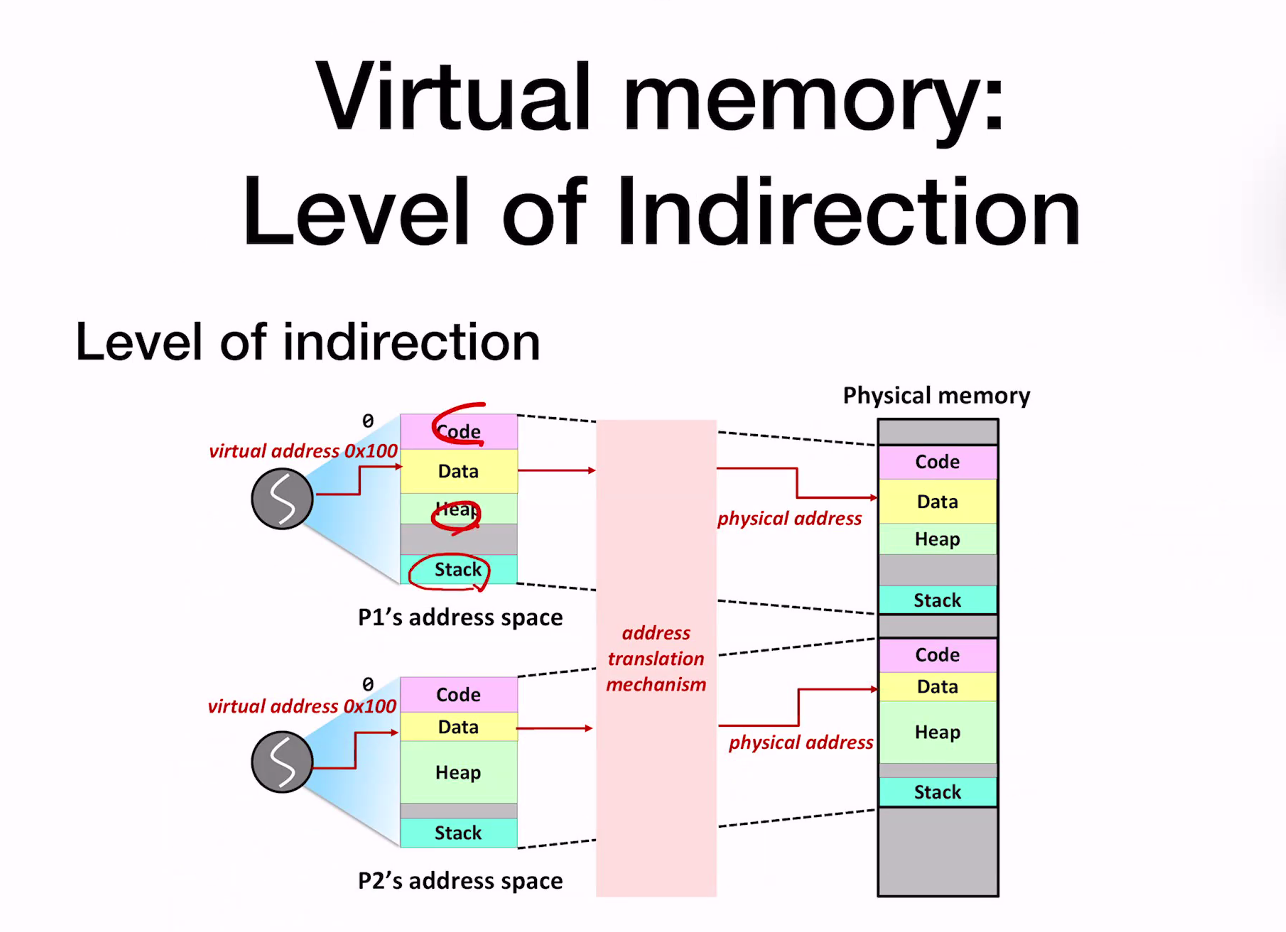 Virtual memory:
Level of Indirection
Level of indirection
Physical memory
0
virtual address 0x100
Code
Data
Heap
Stack
P1's address space
physical address
address
translation
mechanism
0
virtual address 0x100
Code
Data
Heap
Stack
P2's address space
physical address
Code
Data
Heap
Stack
Code
Data
Heap
Stack